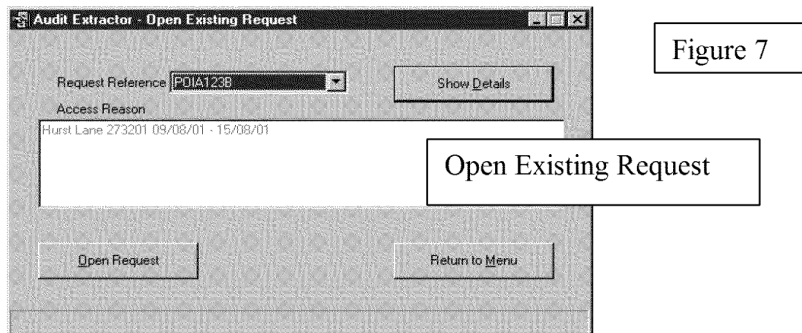 Audit Extractor - Open Existing Request
Figure 7
Request Reference POIA123B
Show Details
Access Reason
Hurst Lane 273201 09/08/01 - 15/08/01
Open Existing Request
Open Request
Return to Menu